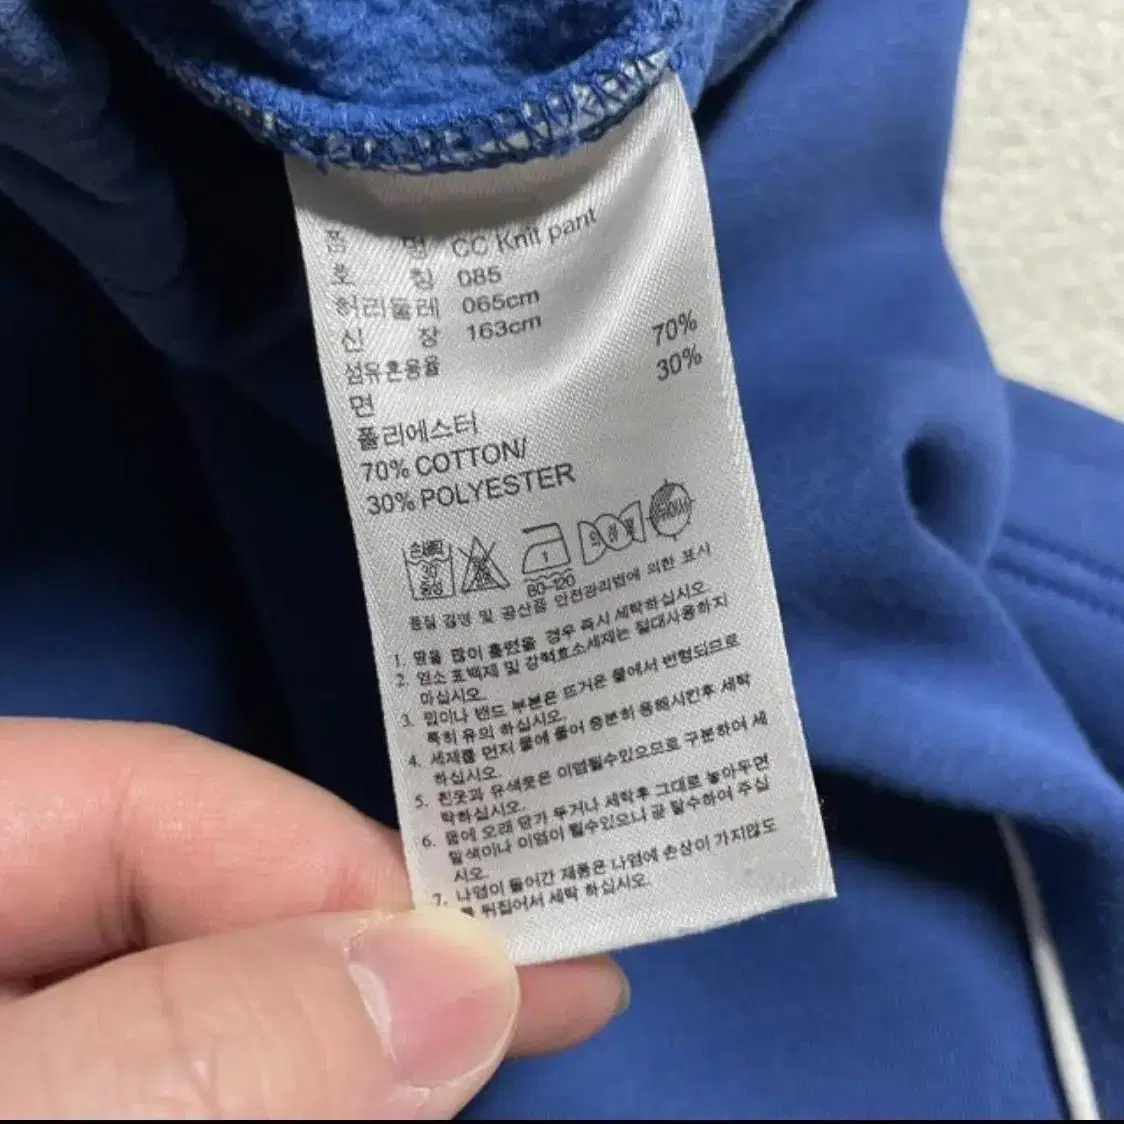 품 명 CC Knit pant
호 칭 085
허리둘레 065cm
신 장 163cm
섬유혼용율
면 70%
폴리에스터 30%
70% COTTON/
30% POLYESTER
손세탁
30
중성
1
80-120
품질 경영 및 공산품 안전관리법에 의한 표시
1. 땀을 많이 흘렸을 경우 즉시 세탁하십시오.
2. 염소 표백제 및 강력효소세제는 절대사용하지
마십시오.
3. 밑이나 밴드 부분은 뜨거운 물에서 변형되므로
특히 유의 하십시오.
4. 세제를 먼저 물에 풀어 충분히 용해시킨후 세탁
하십시오.
5. 흰옷과 유색옷은 이염될수있으므로 구분하여 세
탁하십시오.
6. 물에 오래 담가 두거나 세탁후 그대로 놓아두면
탈색이나 이염이 될수있으니 곧 탈수하여 주십
시오.
7. 나염이 들어간 제품은 나염에 손상이 가지않도
록 뒤집어서 세탁 하십시오.